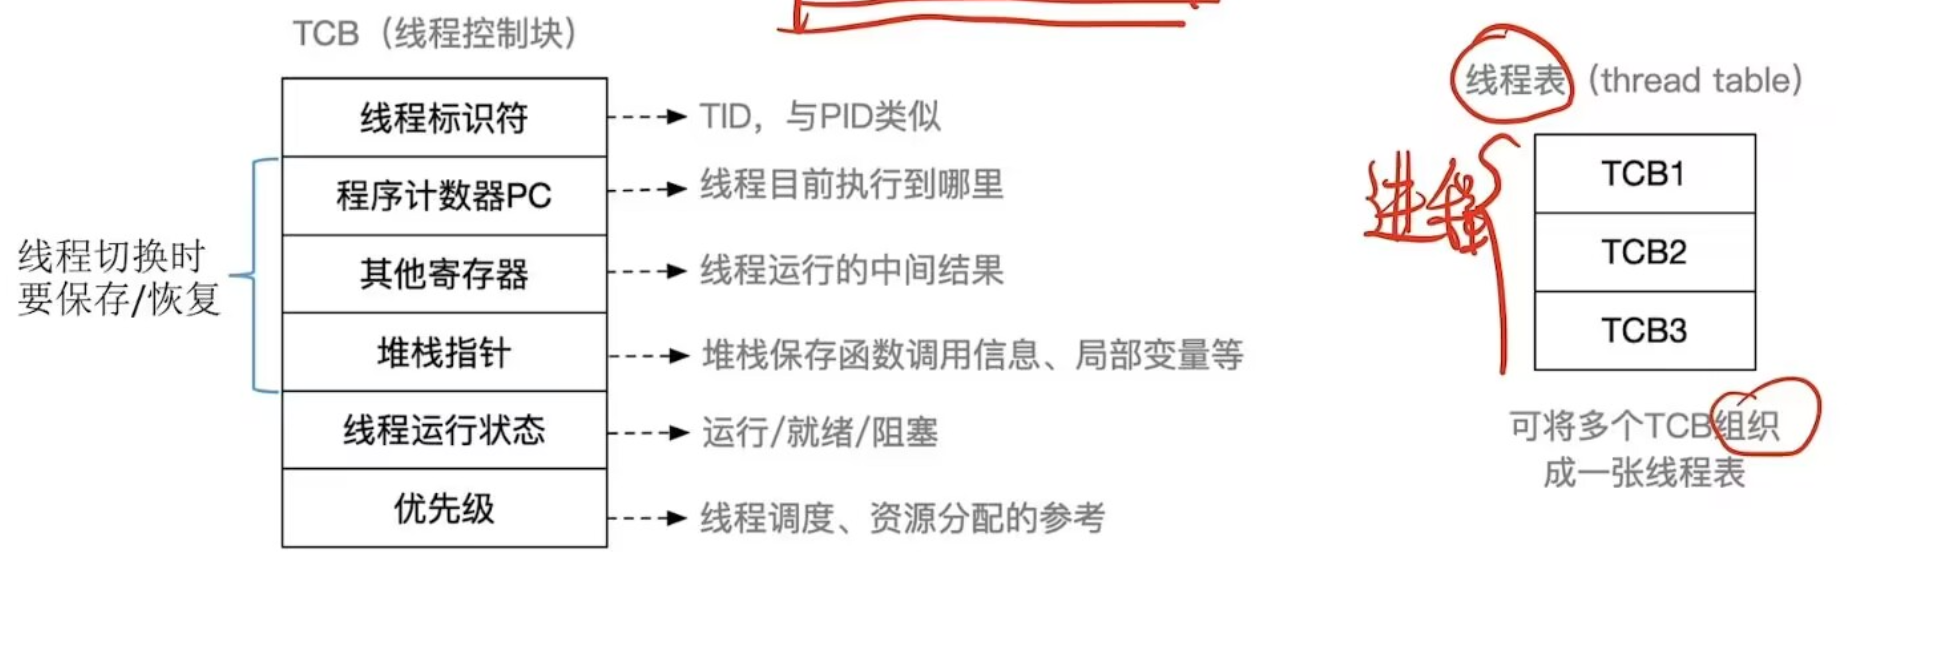 TCB（线程控制块）
线程标识符
TID，与PID类似
程序计数器PC
线程目前执行到哪里
其他寄存器
线程运行的中间结果
堆栈指针
堆栈保存函数调用信息、局部变量等
线程运行状态
运行/就绪/阻塞
优先级
线程调度、资源分配的参考
线程切换时
要保存/恢复
线程表（thread table）
进程
TCB1
TCB2
TCB3
可将多个TCB组织
成一张线程表